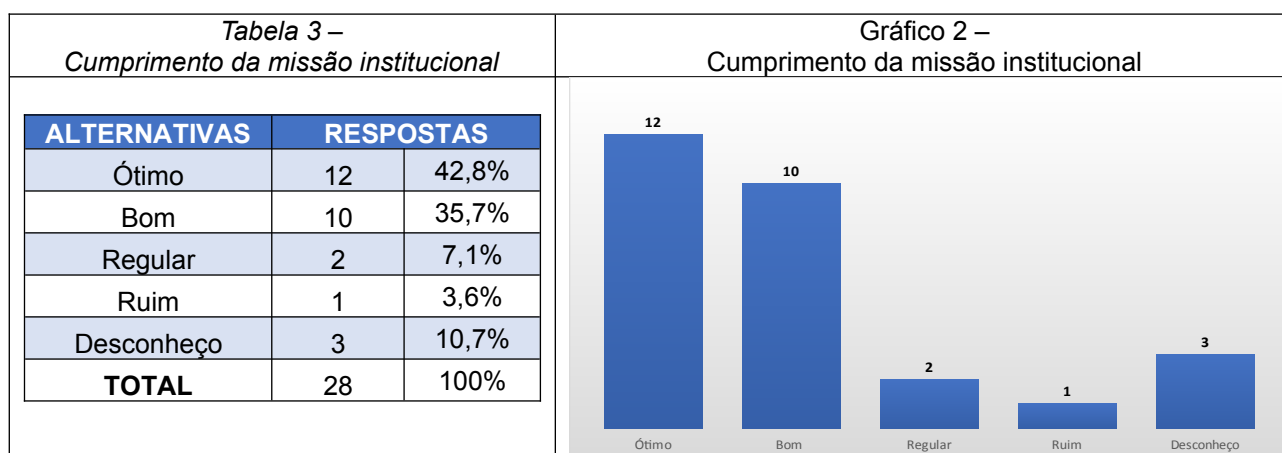 Tabela 3 –
Cumprimento da missão institucional
ALTERNATIVAS RESPOSTAS
Ótimo 12 42,8%
Bom 10 35,7%
Regular 2 7,1%
Ruim 1 3,6%
Desconheço 3 10,7%
TOTAL 28 100%
Gráfico 2 –
Cumprimento da missão institucional
12
10
2
1
3
Ótimo Bom Regular Ruim Desconheço